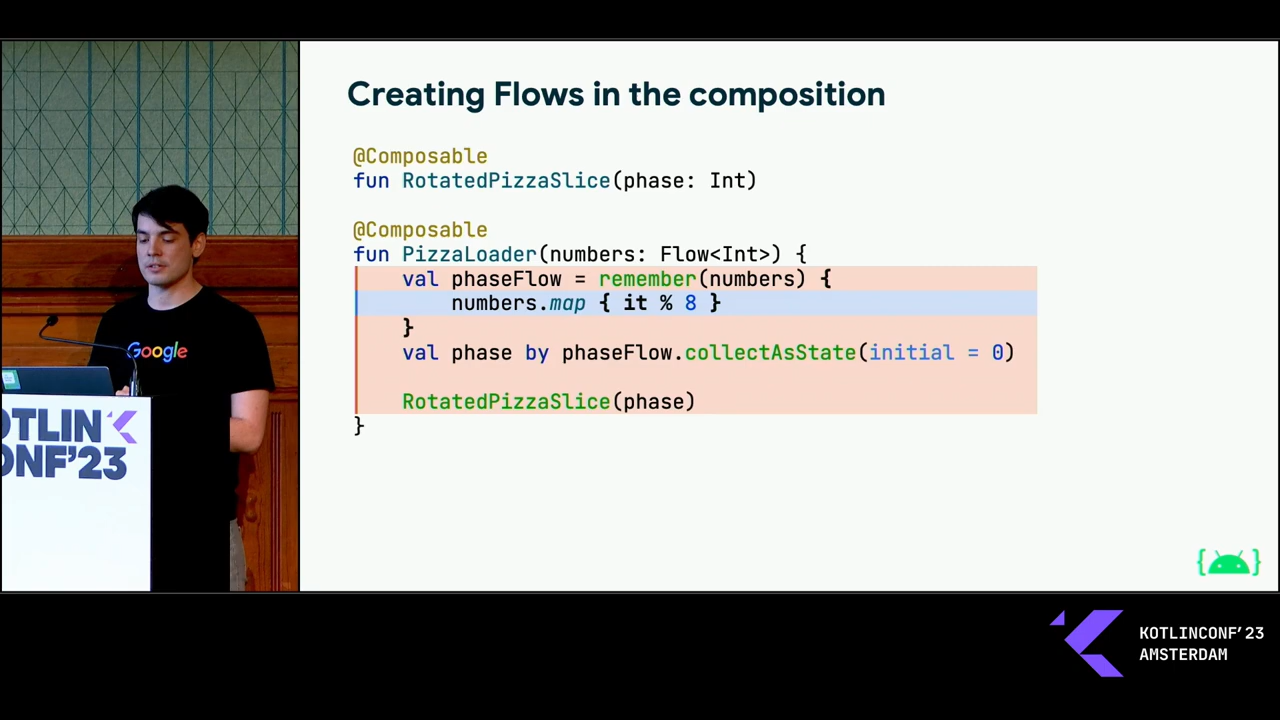 Creating Flows in the composition
@Composable
fun RotatedPizzaSlice(phase: Int)
@Composable
fun PizzaLoader(numbers: Flow<Int>) {
    val phaseFlow = remember(numbers) {
        numbers.map { it % 8 }
    }
    val phase by phaseFlow.collectAsState(initial = 0)
    RotatedPizzaSlice(phase)
}
Google
OTLIN
ONF'23
{ }
KOTLINCONF'23
AMSTERDAM